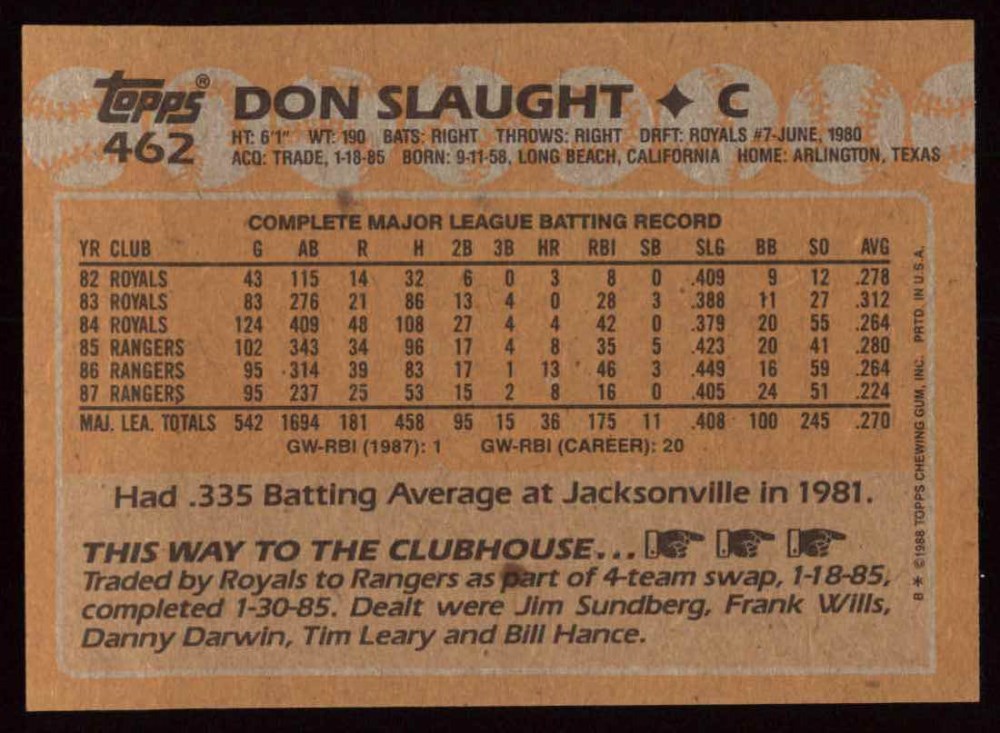 topps® DON SLAUGHT ✦ C
462
HT: 6'1" WT: 190 BATS: RIGHT THROWS: RIGHT DRFT: ROYALS #7-JUNE, 1980
ACQ: TRADE, 1-18-85 BORN: 9-11-58, LONG BEACH, CALIFORNIA HOME: ARLINGTON, TEXAS
COMPLETE MAJOR LEAGUE BATTING RECORD
YR CLUB G AB R H 2B 3B HR RBI SB SLG BB SO AVG
82 ROYALS 43 115 14 32 6 0 3 8 0 .409 9 12 .278
83 ROYALS 83 276 21 86 13 4 0 28 3 .388 11 27 .312
84 ROYALS 124 409 48 108 27 4 4 42 0 .379 20 55 .264
85 RANGERS 102 343 34 96 17 4 8 35 5 .423 20 41 .280
86 RANGERS 95 314 39 83 17 1 13 46 3 .449 16 59 .264
87 RANGERS 95 237 25 53 15 2 8 16 0 .405 24 51 .224
MAJ. LEA. TOTALS 542 1694 181 458 95 15 36 175 11 .408 100 245 .270
GW-RBI (1987): 1 GW-RBI (CAREER): 20
Had .335 Batting Average at Jacksonville in 1981.
THIS WAY TO THE CLUBHOUSE...
Traded by Royals to Rangers as part of 4-team swap, 1-18-85,
completed 1-30-85. Dealt were Jim Sundberg, Frank Wills,
Danny Darwin, Tim Leary and Bill Hance.
8 * ©1988 TOPPS CHEWING GUM, INC. PRTD. IN U.S.A.